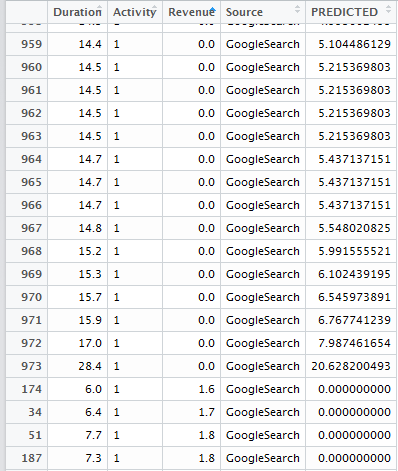 Duration Activity Revenue Source PREDICTED
959 14.4 1 0.0 GoogleSearch 5.104486129
960 14.5 1 0.0 GoogleSearch 5.215369803
961 14.5 1 0.0 GoogleSearch 5.215369803
962 14.5 1 0.0 GoogleSearch 5.215369803
963 14.5 1 0.0 GoogleSearch 5.215369803
964 14.7 1 0.0 GoogleSearch 5.437137151
965 14.7 1 0.0 GoogleSearch 5.437137151
966 14.7 1 0.0 GoogleSearch 5.437137151
967 14.8 1 0.0 GoogleSearch 5.548020825
968 15.2 1 0.0 GoogleSearch 5.991555521
969 15.3 1 0.0 GoogleSearch 6.102439195
970 15.7 1 0.0 GoogleSearch 6.545973891
971 15.9 1 0.0 GoogleSearch 6.767741239
972 17.0 1 0.0 GoogleSearch 7.987461654
973 28.4 1 0.0 GoogleSearch 20.628200493
174 6.0 1 1.6 GoogleSearch 0.000000000
34 6.4 1 1.7 GoogleSearch 0.000000000
51 7.7 1 1.8 GoogleSearch 0.000000000
187 7.3 1 1.8 GoogleSearch 0.000000000